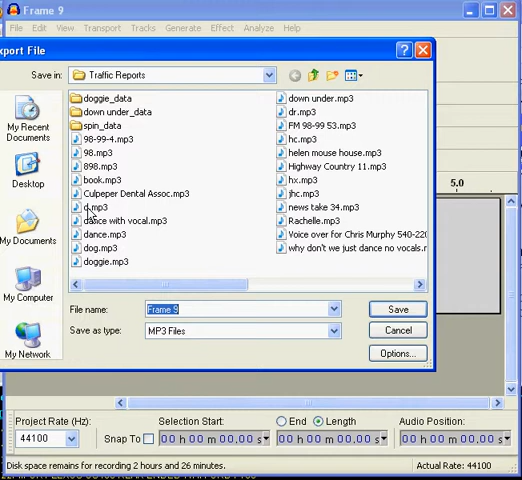 Frame 9
File Edit View Transport Tracks Generate Effect Analyze Help
xport File
Save in: Traffic Reports
My Recent Documents
Desktop
My Documents
My Computer
My Network
doggie_data
down under_data
spin_data
98-99-4.mp3
98.mp3
898.mp3
book.mp3
Culpeper Dental Assoc.mp3
d.mp3
dance with vocal.mp3
dance.mp3
dog.mp3
doggie.mp3
down under.mp3
dr.mp3
FM 98-99 53.mp3
hc.mp3
helen mouse house.mp3
Highway Country 11.mp3
hx.mp3
jhc.mp3
news take 34.mp3
Rachelle.mp3
Voice over for Chris Murphy 540-220
why don't we just dance no vocals.r
File name: Frame 9
Save as type: MP3 Files
Save
Cancel
Options...
5.0
Project Rate (Hz):
44100
Snap To
Selection Start:
End Length
Audio Position:
00 h 00 m 00.00 s
00 h 00 m 00.00 s
00 h 00 m 00.00 s
Disk space remains for recording 2 hours and 26 minutes.
Actual Rate: 44100